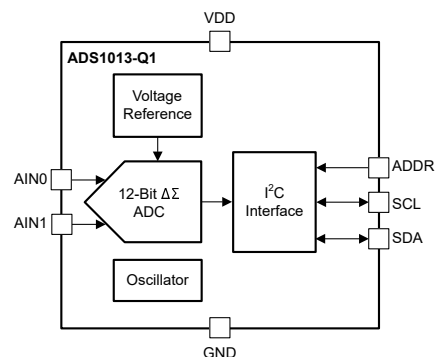 VDD
ADS1013-Q1
Voltage
Reference
AIN0
AIN1
12-Bit ΔΣ
ADC
I²C
Interface
ADDR
SCL
SDA
Oscillator
GND